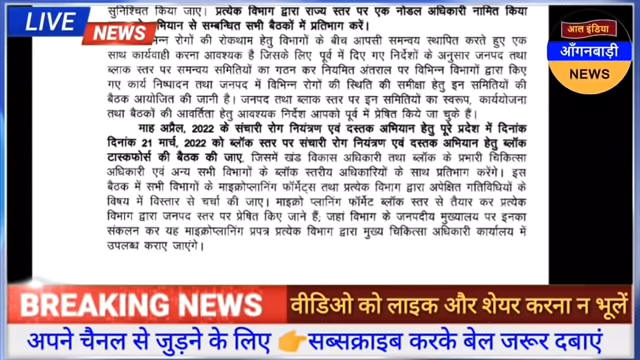 LIVE NEWS
आल इंडिया
आँगनबाड़ी
NEWS
सुनिश्चित किया जाए। प्रत्येक विभाग द्वारा राज्य स्तर पर एक नोडल अधिकारी नामित किया
अभियान से सम्बन्धित सभी बैठकों में प्रतिभाग करें।
रोगों की रोकथाम हेतु विभागों के बीच आपसी समन्वय स्थापित करते हुए एक
साथ कार्यवाही करना आवश्यक है जिसके लिए पूर्व में दिए गए निर्देशों के अनुसार जनपद तथा
ब्लाक स्तर पर समन्वय समितियों का गठन कर नियमित अंतराल पर विभिन्न विभागों द्वारा किए
गए कार्य निष्पादन तथा जनपद में विभिन्न रोगों की स्थिति की समीक्षा हेतु इन समितियों की
बैठक आयोजित की जानी है। जनपद तथा ब्लाक स्तर पर इन समितियों का स्वरूप, कार्ययोजना
तथा बैठकों की आवर्तिता हेतु आवश्यक निर्देश आपको पूर्व में प्रेषित किये जा चुके हैं।
माह अप्रैल, 2022 के संचारी रोग नियंत्रण एवं दस्तक अभियान हेतु पूरे प्रदेश में दिनांक
दिनांक 21 मार्च, 2022 को ब्लॉक स्तर पर संचारी रोग नियंत्रण एवं दस्तक अभियान हेतु ब्लॉक
टास्कफोर्स की बैठक की जाए, जिसमें खंड विकास अधिकारी तथा ब्लॉक के प्रभारी चिकित्सा
अधिकारी एवं अन्य सभी विभागों के ब्लॉक स्तरीय अधिकारियों के साथ प्रतिभाग करेंगे। इस
बैठक में सभी विभागों के माइक्रोप्लानिंग फॉर्मेट्स तथा प्रत्येक विभाग द्वारा अपेक्षित गतिविधियों के
विषय में विस्तार से चर्चा की जाए। माइक्रो प्लानिंग फॉर्मेट ब्लॉक स्तर से तैयार कर प्रत्येक
विभाग द्वारा जनपद स्तर पर प्रेषित किए जाने हैं; जहां विभाग के जनपदीय मुख्यालय पर इनका
संकलन कर यह माइक्रोप्लानिंग प्रपत्र प्रत्येक विभाग द्वारा मुख्य चिकित्सा अधिकारी कार्यालय में
उपलब्ध कराए जाएंगे।
BREAKING NEWS वीडियो को लाइक और शेयर करना न भूलें
अपने चैनल से जुड़ने के लिए 👉 सब्सक्राइब करके बेल जरूर दबाएं